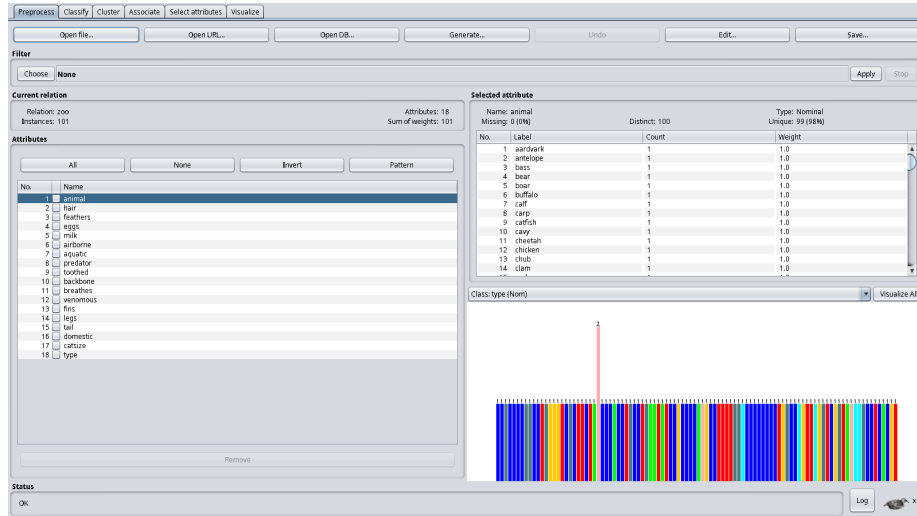 Preprocess Classify Cluster Associate Select attributes Visualize
Open file... Open URL... Open DB... Generate... Undo Edit... Save...
Filter
Choose None Apply Stop
Current relation
Relation: zoo Attributes: 18
Instances: 101 Sum of weights: 101
Attributes
All None Invert Pattern
No. Name
1 animal
2 hair
3 feathers
4 eggs
5 milk
6 airborne
7 aquatic
8 predator
9 toothed
10 backbone
11 breathes
12 venomous
13 fins
14 legs
15 tail
16 domestic
17 catsize
18 type
Remove
Selected attribute
Name: animal Type: Nominal
Missing: 0 (0%) Distinct: 100 Unique: 99 (98%)
No. Label Count Weight
1 aardvark 1 1.0
2 antelope 1 1.0
3 bass 1 1.0
4 bear 1 1.0
5 boar 1 1.0
6 buffalo 1 1.0
7 calf 1 1.0
8 carp 1 1.0
9 catfish 1 1.0
10 cavy 1 1.0
11 cheetah 1 1.0
12 chicken 1 1.0
13 chub 1 1.0
14 clam 1 1.0
Class: type (Nom) Visualize Al
2
Status
OK
Log x